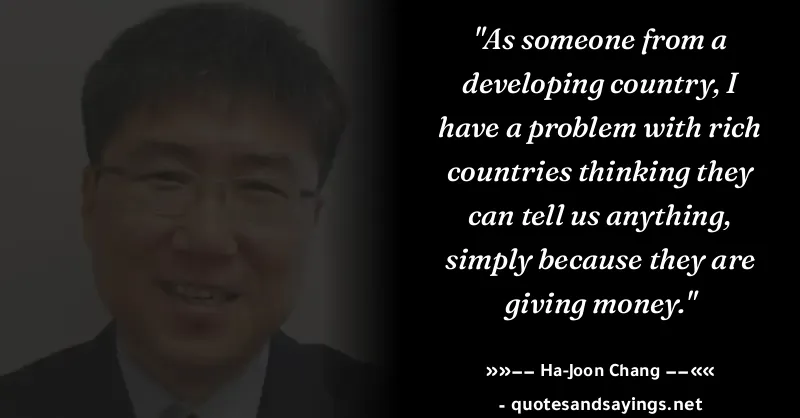 "As someone from a
developing country, I
have a problem with rich
countries thinking they
can tell us anything,
simply because they are
giving money."
»»−− Ha-Joon Chang −−««
- quotesandsayings.net